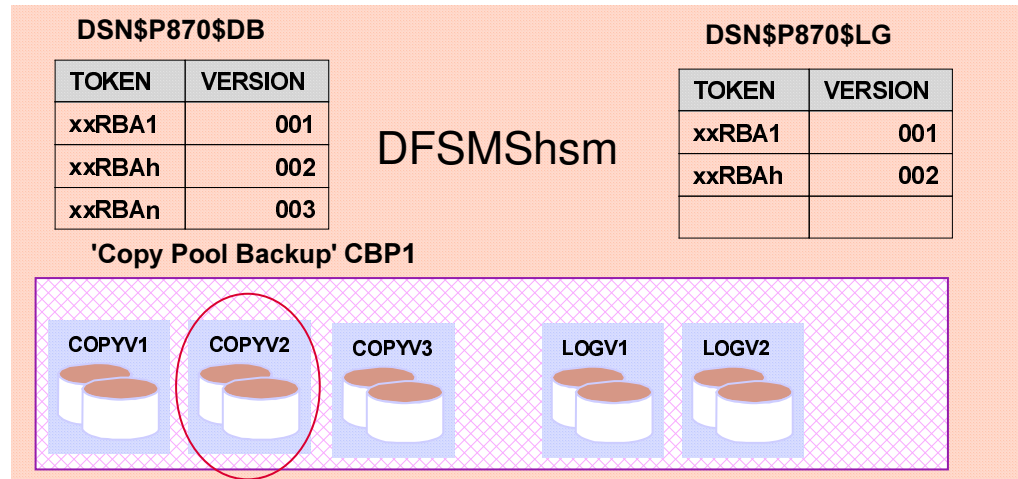 DSN$P870$DB
TOKEN VERSION
xxRBA1 001
xxRBAh 002
xxRBAn 003
DFSMShsm
DSN$P870$LG
TOKEN VERSION
xxRBA1 001
xxRBAh 002
'Copy Pool Backup' CBP1
COPYV1 COPYV2 COPYV3 LOGV1 LOGV2